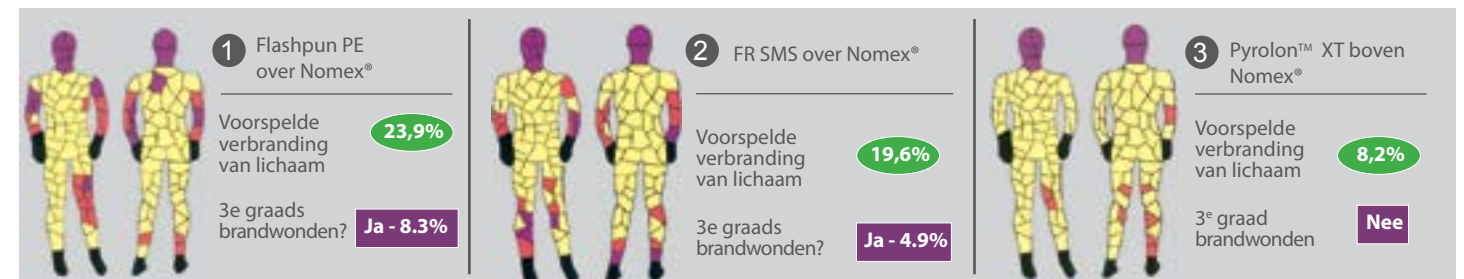 1
Flashpun PE
over Nomex®
Voorspelde
verbranding
van lichaam
23,9%
3e graads
brandwonden?
Ja - 8.3%
2
FR SMS over Nomex®
Voorspelde
verbranding
van lichaam
19,6%
3e graads
brandwonden?
Ja - 4.9%
3
Pyrolon™ XT boven
Nomex®
Voorspelde
verbranding
van lichaam
8,2%
3e graad
brandwonden
Nee